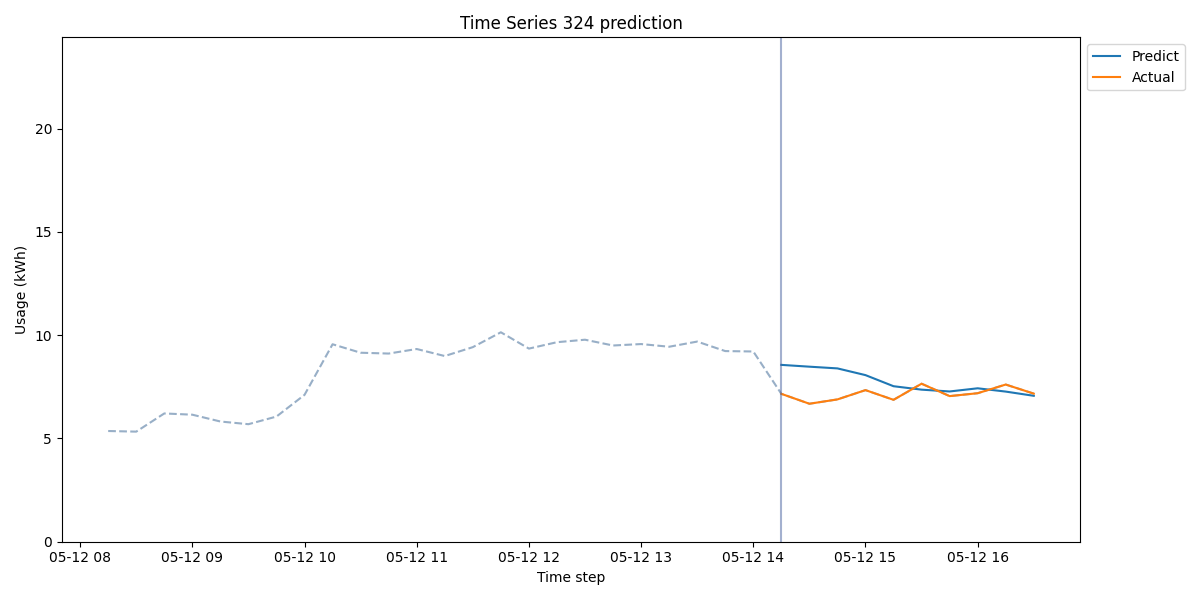 Time Series 324 prediction
Predict
Actual
Usage (kWh)
20
15
10
5
0
05-12 08 05-12 09 05-12 10 05-12 11 05-12 12 05-12 13 05-12 14 05-12 15 05-12 16
Time step